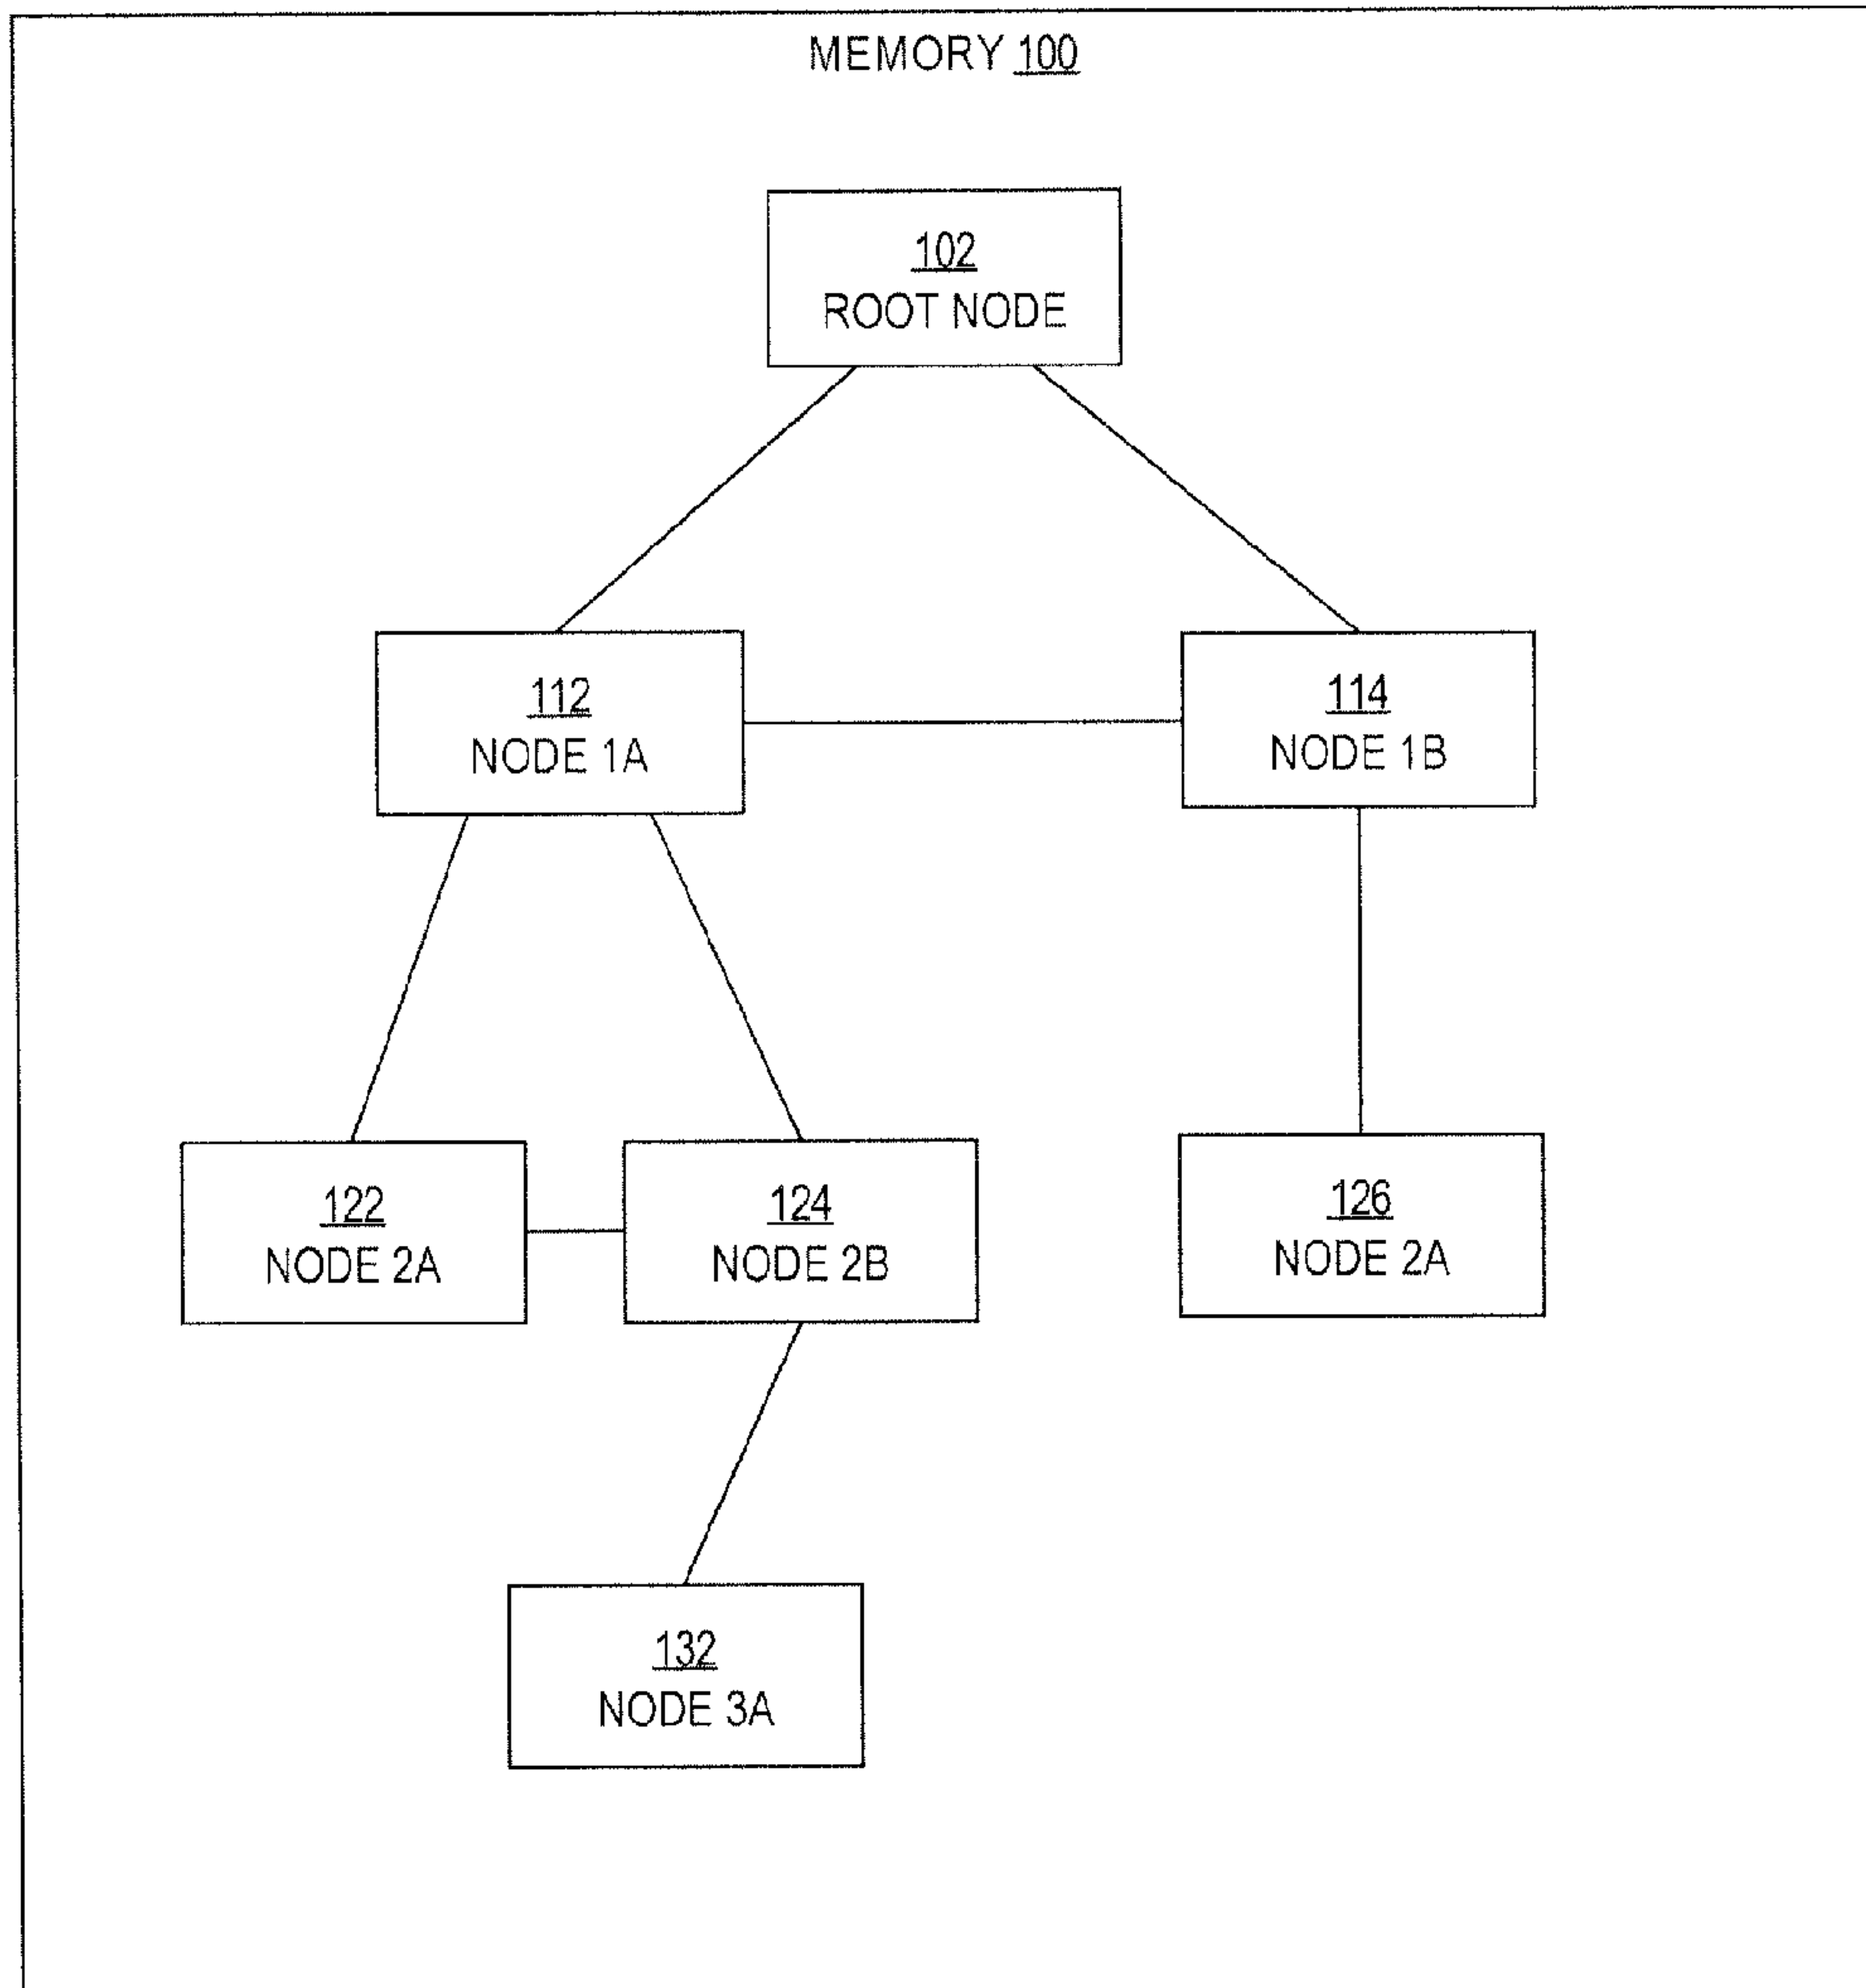 MEMORY 100
102
ROOT NODE
112
NODE 1A
114
NODE 1B
122
NODE 2A
124
NODE 2B
126
NODE 2A
132
NODE 3A